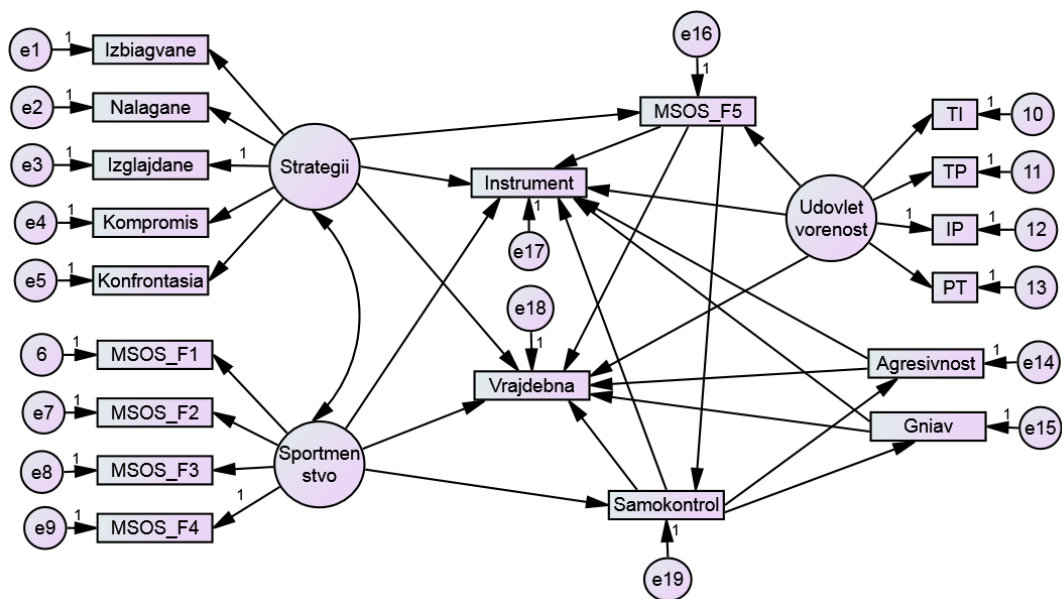 e16
e1
1
Izbiagvane
1
e2
1
Nalagane
MSOS_F5
TI
1
10
e3
1
Izglajdane
1
Strategii
Instrument
TP
1
11
Udovlet
vorenost
e4
1
Kompromis
1
IP
1
12
1
e17
e5
1
Konfrontasia
PT
1
13
e18
1
6
1
MSOS_F1
Agresivnost
1
e14
Vrajdebna
e7
1
MSOS_F2
Gniav
1
e15
Sportmen
stvo
e8
1
MSOS_F3
1
Samokontrol
e9
1
MSOS_F4
1
e19